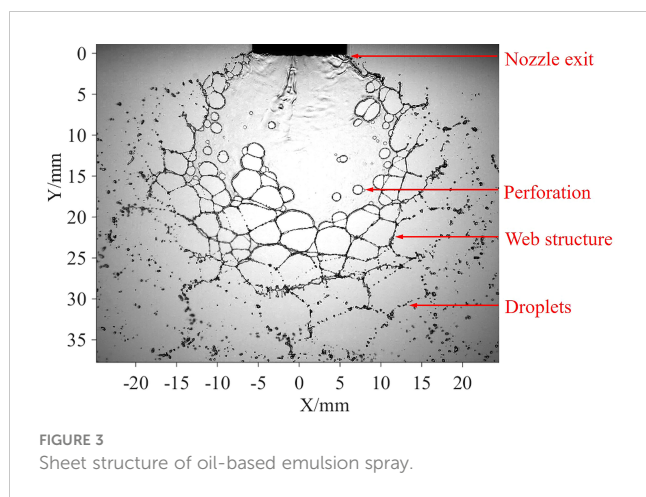 0
5
10
15
20
25
30
35
Y/mm
-20 -15 -10 -5 0 5 10 15 20
X/mm
Nozzle exit
Perforation
Web structure
Droplets
FIGURE 3
Sheet structure of oil-based emulsion spray.